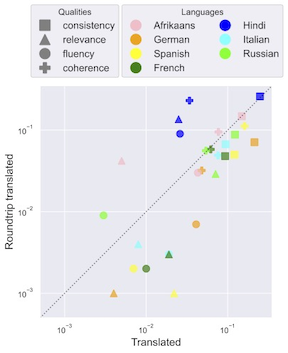 Qualities
consistency
relevance
fluency
coherence
Languages
Afrikaans
German
Spanish
French
Hindi
Italian
Russian
Roundtrip translated
10⁻¹
10⁻²
10⁻³
10⁻³
10⁻²
10⁻¹
Translated